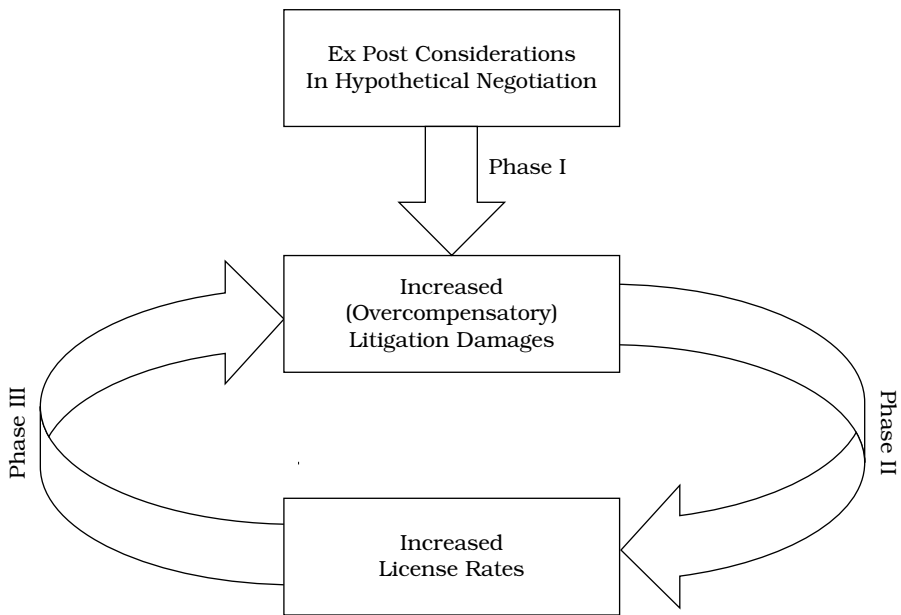 Ex Post Considerations
In Hypothetical Negotiation
Phase I
Increased
(Overcompensatory)
Litigation Damages
Phase III
Phase II
Increased
License Rates